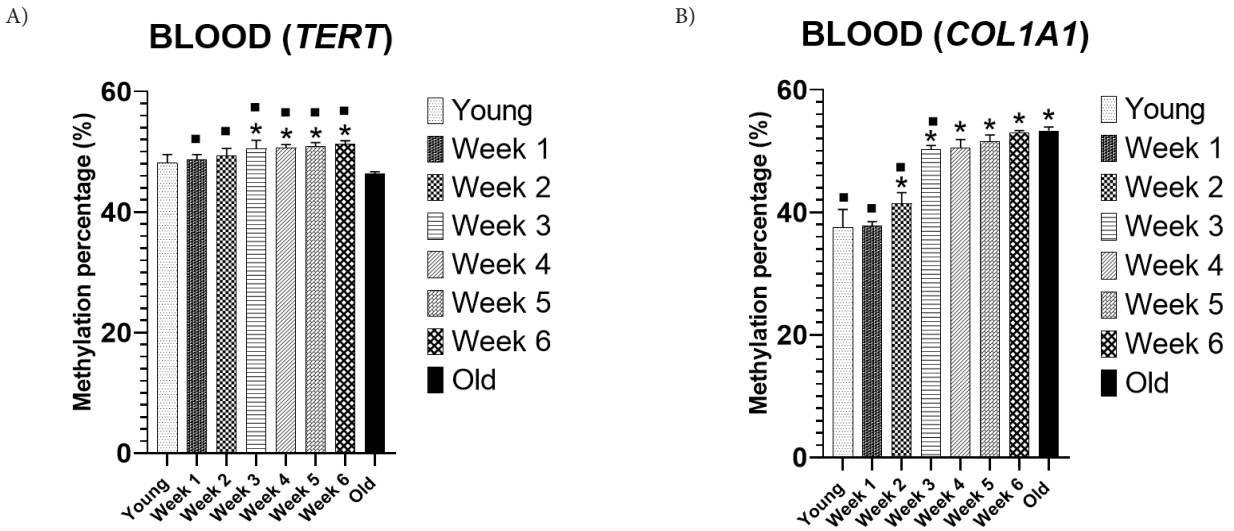 A)
BLOOD (TERT)
Methylation percentage (%)
60
40
20
0
■
■
■
■
■
■
*
*
*
*
Young
Week 1
Week 2
Week 3
Week 4
Week 5
Week 6
Old
Young
Week 1
Week 2
Week 3
Week 4
Week 5
Week 6
Old
B)
BLOOD (COL1A1)
Methylation percentage (%)
60
40
20
0
■
■
■
■
*
*
*
*
*
*
Young
Week 1
Week 2
Week 3
Week 4
Week 5
Week 6
Old
Young
Week 1
Week 2
Week 3
Week 4
Week 5
Week 6
Old